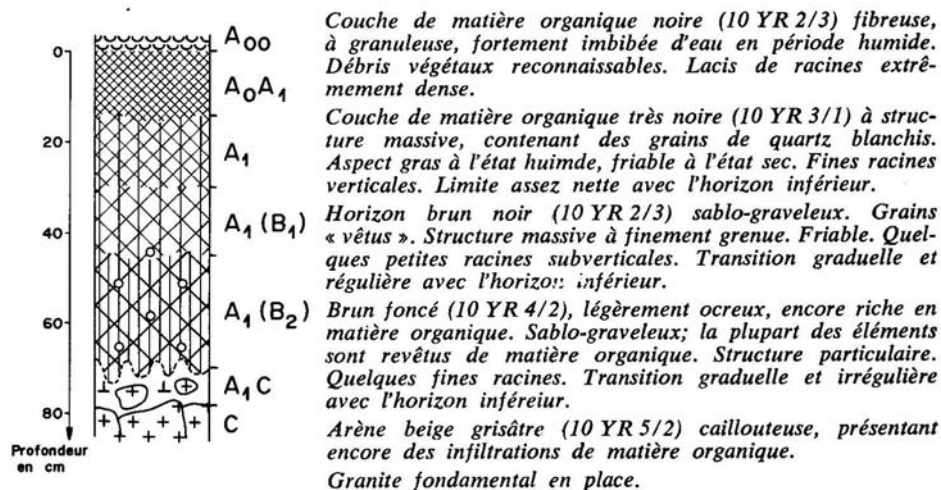 0
20
40
60
80
Profondeur
en cm
A00
A0A1
A1
A1 (B1)
A1 (B2)
A1C
C
Couche de matière organique noire (10 YR 2/3) fibreuse,
à granuleuse, fortement imbibée d'eau en période humide.
Débris végétaux reconnaissables. Lacis de racines extrê-
mement dense.
Couche de matière organique très noire (10 YR 3/1) à struc-
ture massive, contenant des grains de quartz blanchis.
Aspect gras à l'état huimde, friable à l'état sec. Fines racines
verticales. Limite assez nette avec l'horizon inférieur.
Horizon brun noir (10 YR 2/3) sablo-graveleux. Grains
« vêtus ». Structure massive à finement grenue. Friable. Quel-
ques petites racines subverticales. Transition graduelle et
régulière avec l'horizon inférieur.
Brun foncé (10 YR 4/2), légèrement ocreux, encore riche en
matière organique. Sablo-graveleux; la plupart des éléments
sont revêtus de matière organique. Structure particulaire.
Quelques fines racines. Transition graduelle et irrégulière
avec l'horizon inféreiur.
Arène beige grisâtre (10 YR 5/2) caillouteuse, présentant
encore des infiltrations de matière organique.
Granite fondamental en place.